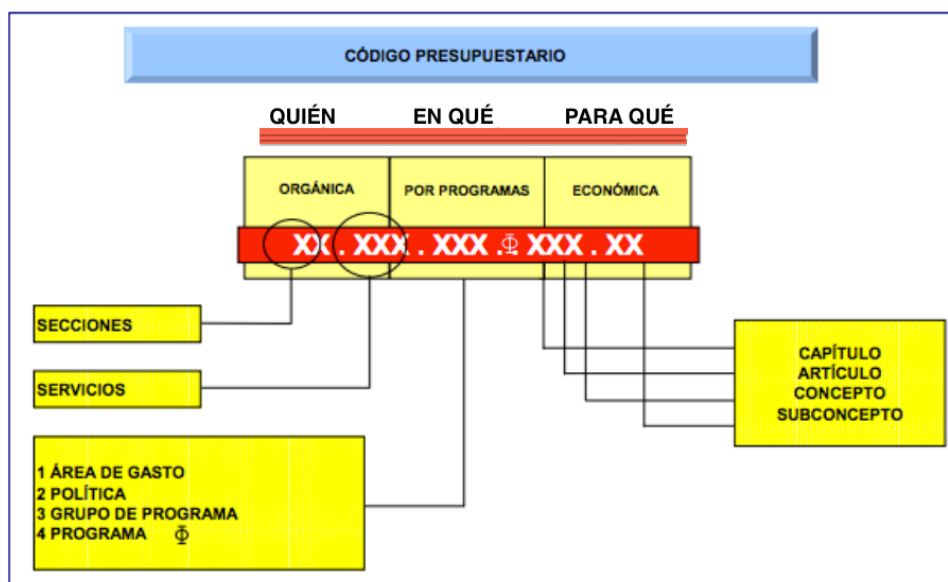 CÓDIGO PRESUPUESTARIO
QUIÉN EN QUÉ PARA QUÉ
ORGÁNICA POR PROGRAMAS ECONÓMICA
XX . XXX . XXX . Φ XXX . XX
SECCIONES
SERVICIOS
1 ÁREA DE GASTO
2 POLÍTICA
3 GRUPO DE PROGRAMA
4 PROGRAMA Φ
CAPÍTULO
ARTÍCULO
CONCEPTO
SUBCONCEPTO